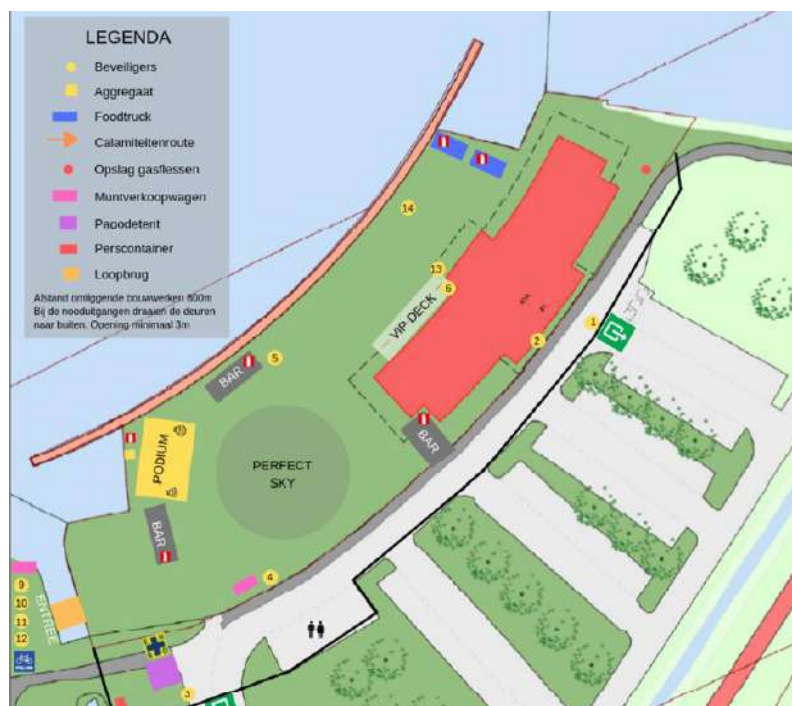 LEGENDA
Beveiligers
Aggregaat
Foodtruck
Calamiteitenroute
Opslag gasflessen
Muntverkoopwagen
Pagodetent
Perscontainer
Loopbrug
Afstand omliggende bouwwerken 500m
Bij de nooduitgangen draaien de deuren
naar buiten. Opening minimaal 3m
14
13
6
VIP DECK
1
2
5
BAR
BAR
PODIUM
PERFECT
SKY
BAR
4
9
10
11
12
ENTREE
3